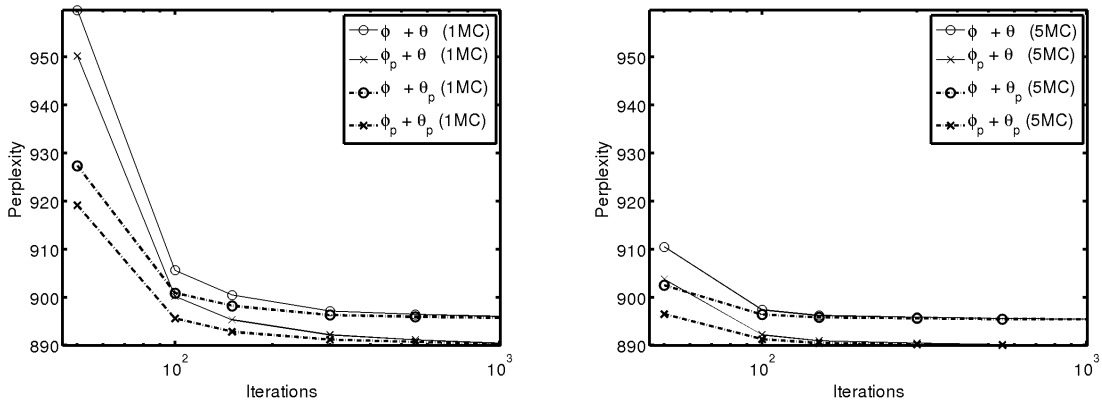 ϕ + θ (1MC)
ϕp + θ (1MC)
ϕ + θp (1MC)
ϕp + θp (1MC)
950
940
930
920
910
900
890
Perplexity
10^2
10^3
Iterations
ϕ + θ (5MC)
ϕp + θ (5MC)
ϕ + θp (5MC)
ϕp + θp (5MC)
950
940
930
920
910
900
890
Perplexity
10^2
10^3
Iterations